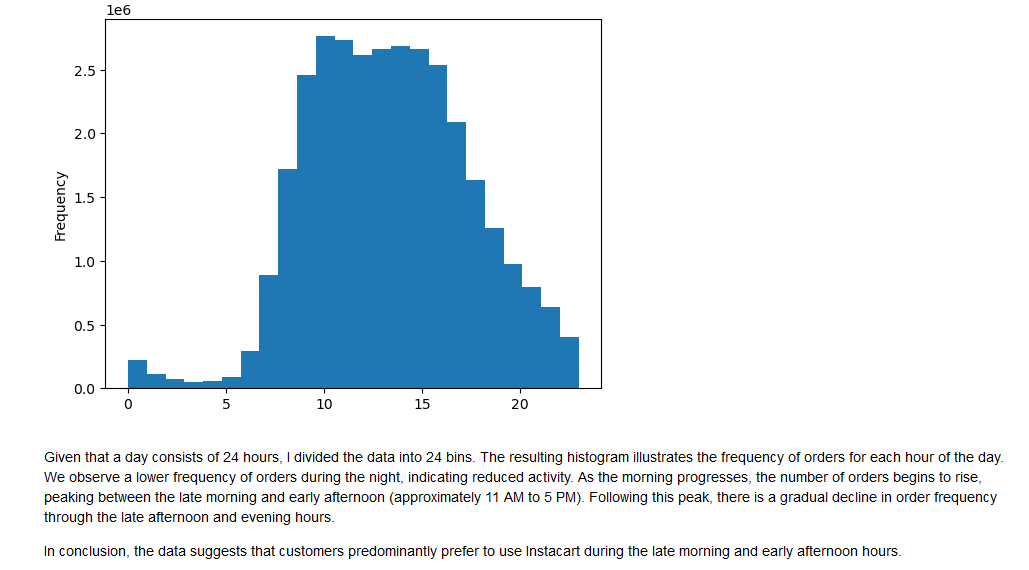 1e6
2.5
2.0
1.5
1.0
0.5
0.0
Frequency
0 5 10 15 20
Given that a day consists of 24 hours, I divided the data into 24 bins. The resulting histogram illustrates the frequency of orders for each hour of the day.
We observe a lower frequency of orders during the night, indicating reduced activity. As the morning progresses, the number of orders begins to rise,
peaking between the late morning and early afternoon (approximately 11 AM to 5 PM). Following this peak, there is a gradual decline in order frequency
through the late afternoon and evening hours.
In conclusion, the data suggests that customers predominantly prefer to use Instacart during the late morning and early afternoon hours.